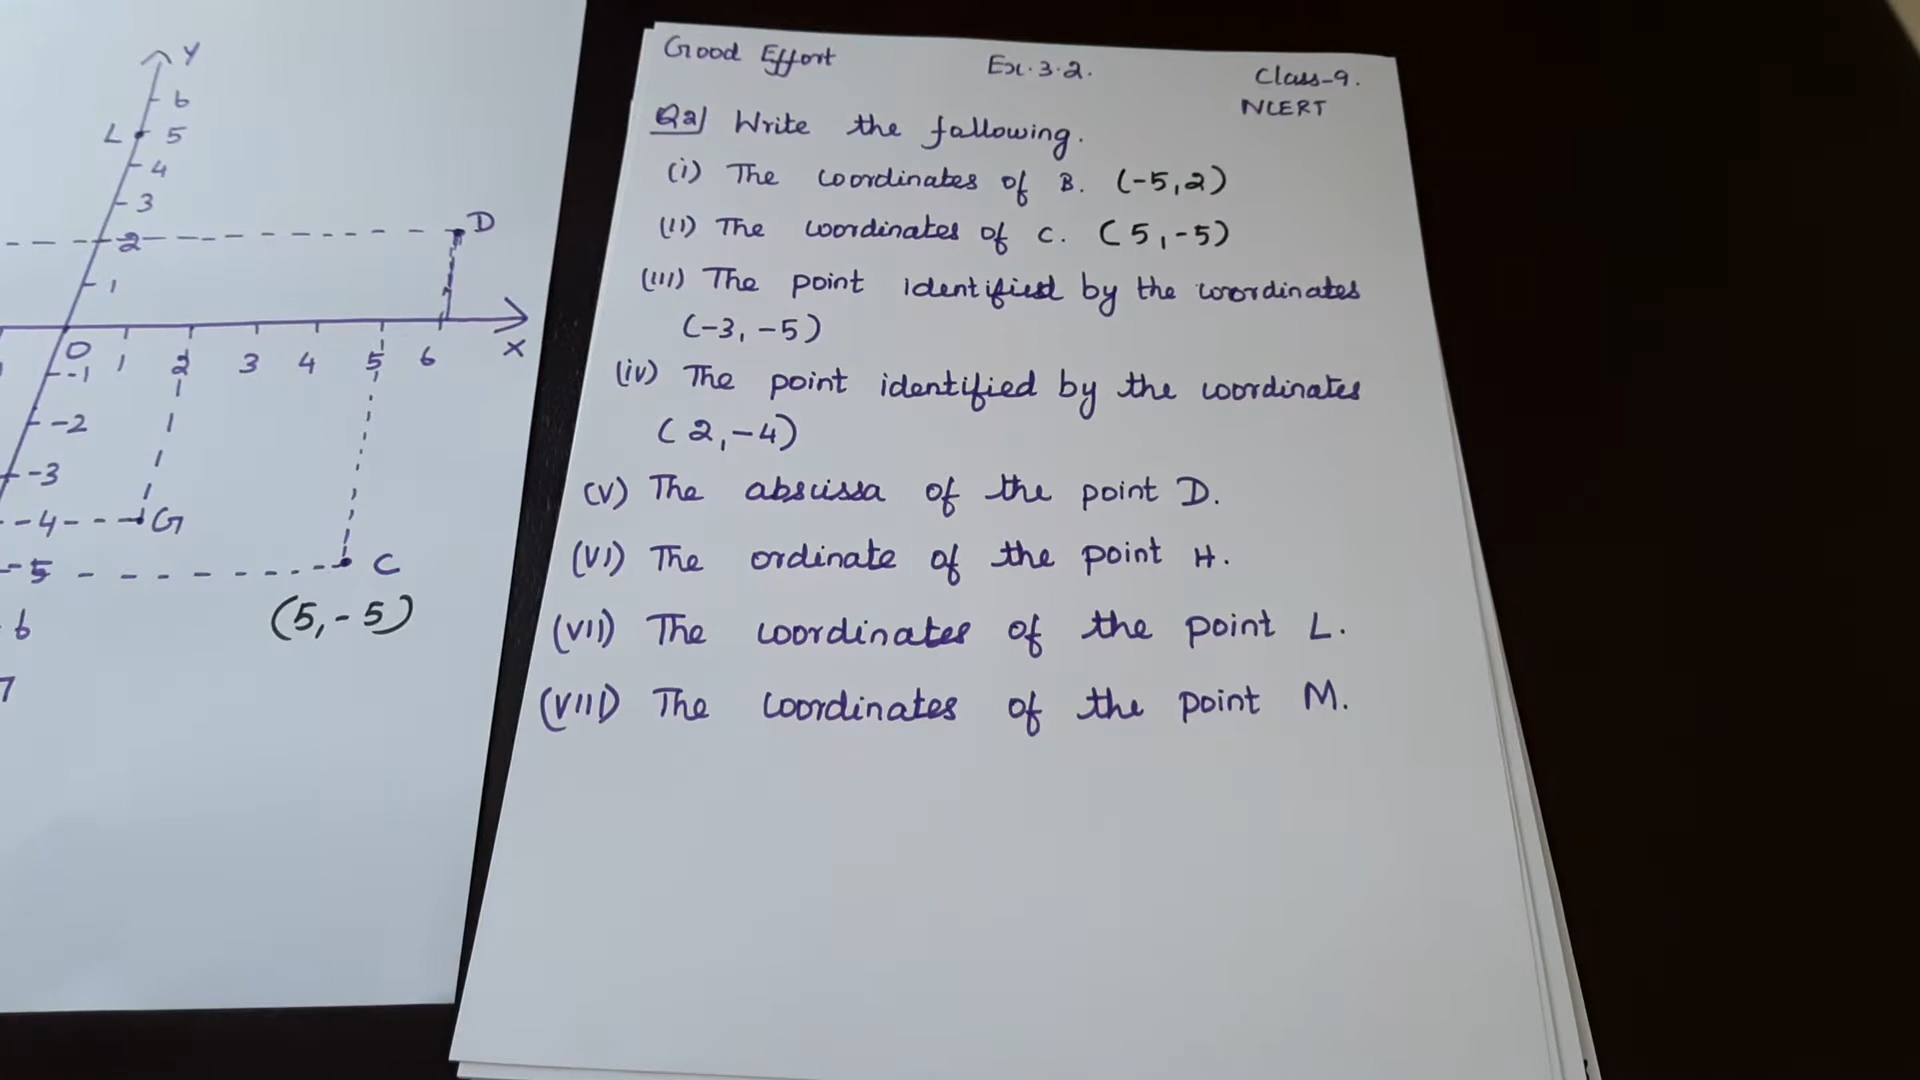 Y
6
L 5
4
3
D
2
1
0 1 2 3 4 5 6 X
-1
-2
-3
-4 G
-5 C
(5,-5)
6
7
Good Effort Ex.3.2. Class-9.
NCERT
Q2) Write the following.
(i) The coordinates of B. (-5,2)
(ii) The coordinates of C. (5,-5)
(iii) The point identified by the coordinates
(-3, -5)
(iv) The point identified by the coordinates
(2,-4)
(v) The abscissa of the point D.
(vi) The ordinate of the point H.
(vii) The coordinates of the point L.
(viii) The coordinates of the point M.